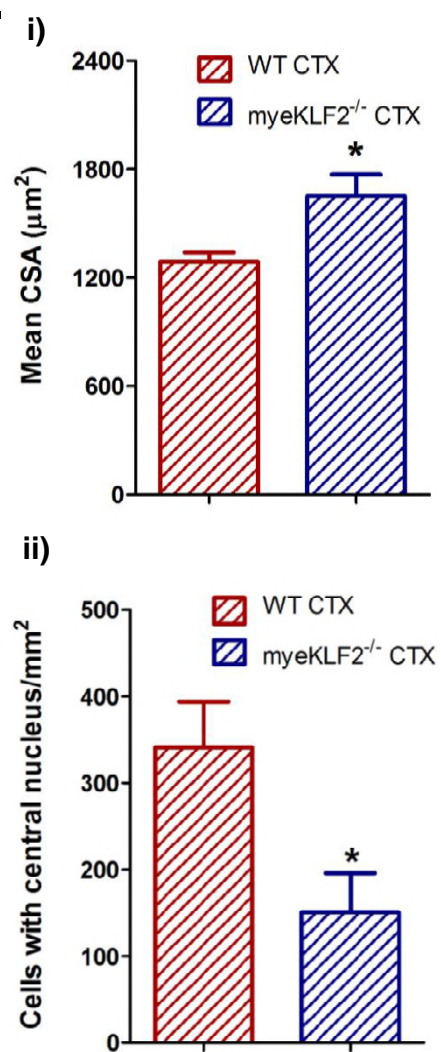 i)
Mean CSA (μm²)
2400
1800
1200
600
0
WT CTX
myeKLF2⁻/⁻ CTX
*
ii)
Cells with central nucleus/mm²
500
400
300
200
100
0
WT CTX
myeKLF2⁻/⁻ CTX
*